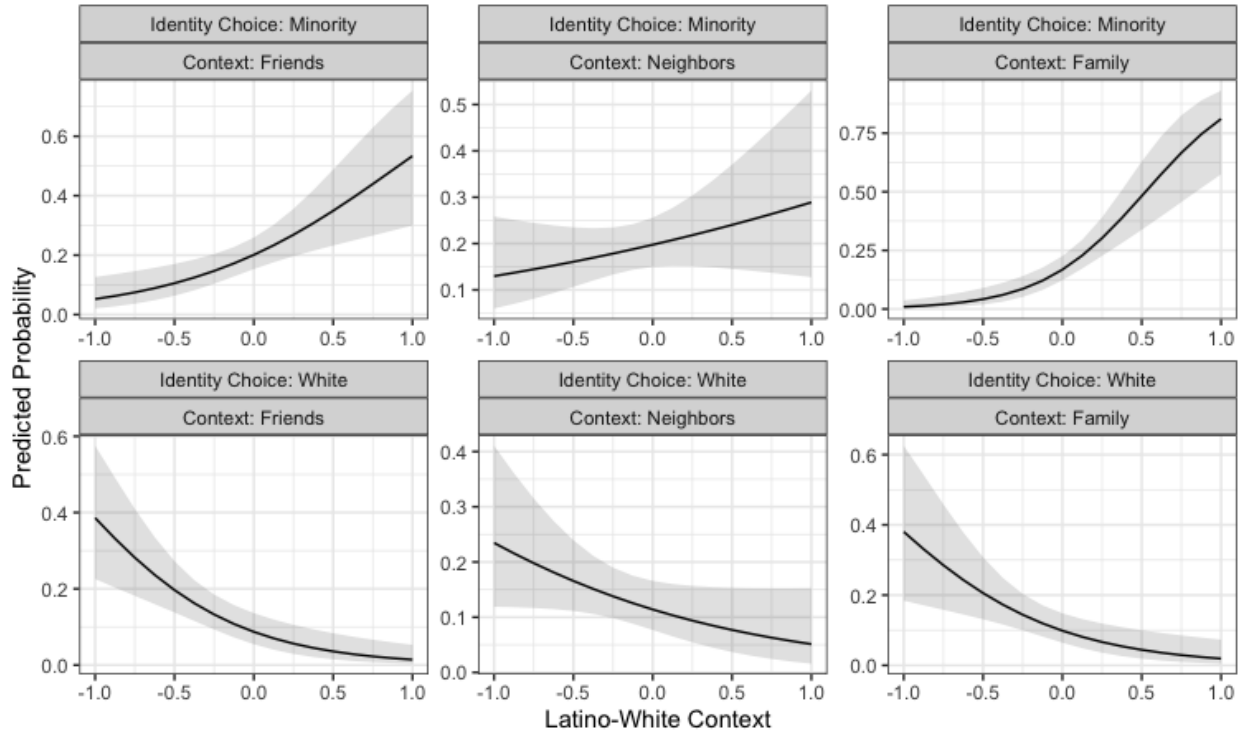 Identity Choice: Minority
Context: Friends
0.6
0.4
0.2
0.0
-1.0 -0.5 0.0 0.5 1.0
Identity Choice: Minority
Context: Neighbors
0.5
0.4
0.3
0.2
0.1
-1.0 -0.5 0.0 0.5 1.0
Identity Choice: Minority
Context: Family
0.75
0.50
0.25
0.00
-1.0 -0.5 0.0 0.5 1.0
Predicted Probability
Identity Choice: White
Context: Friends
0.6
0.4
0.2
0.0
-1.0 -0.5 0.0 0.5 1.0
Identity Choice: White
Context: Neighbors
0.4
0.3
0.2
0.1
0.0
-1.0 -0.5 0.0 0.5 1.0
Identity Choice: White
Context: Family
0.6
0.4
0.2
0.0
-1.0 -0.5 0.0 0.5 1.0
Latino-White Context